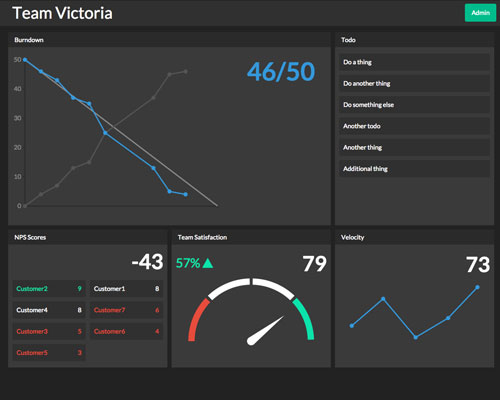 Team Victoria
Admin
Burndown
46/50
50
40
30
20
10
0
Todo
Do a thing
Do another thing
Do something else
Another todo
Another thing
Additional thing
NPS Scores
-43
Customer2 9
Customer1 8
Customer4 8
Customer7 6
Customer3 5
Customer6 4
Customer5 3
Team Satisfaction
57% ▲
79
Velocity
73